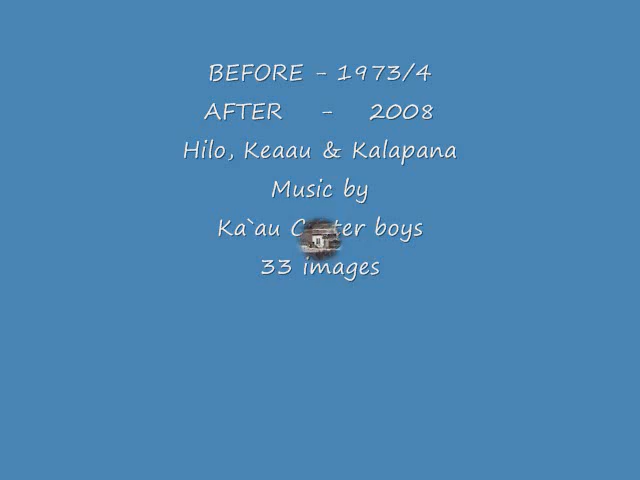 BEFORE - 1973/4
AFTER - 2008
Hilo, Keaau & Kalapana
Music by
Ka`au boys
33 images